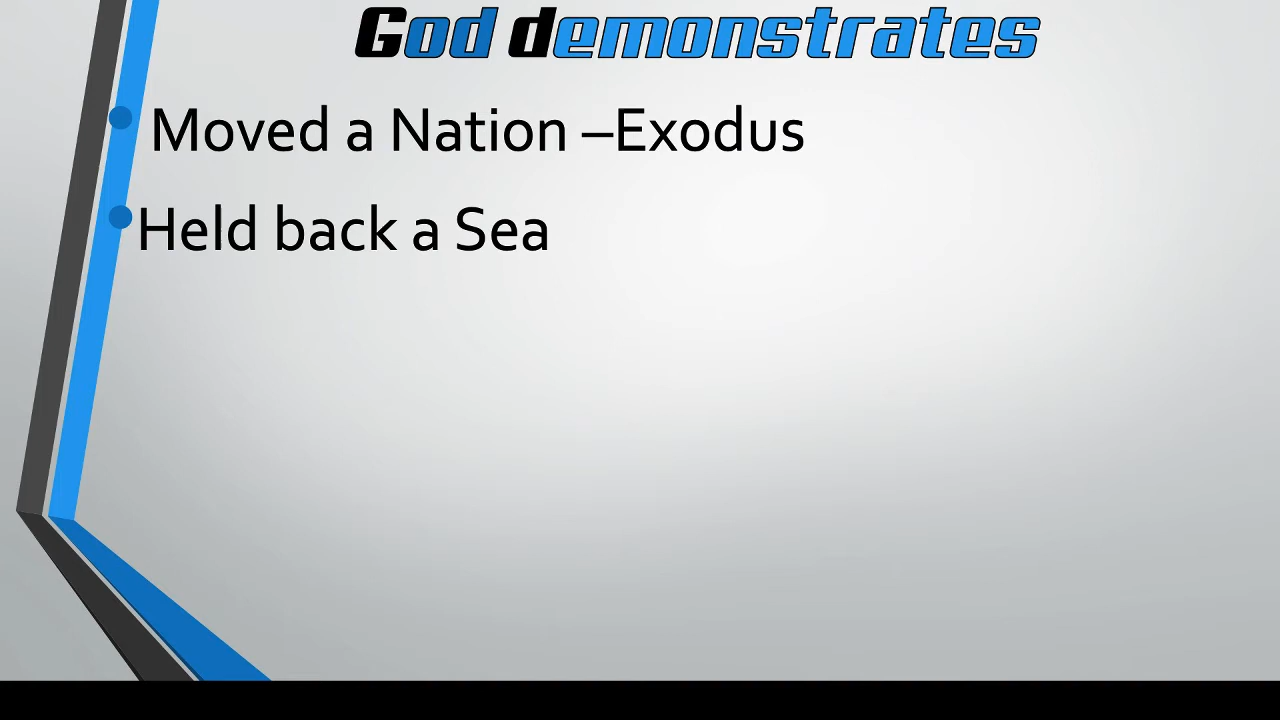 God demonstrates
• Moved a Nation –Exodus
• Held back a Sea